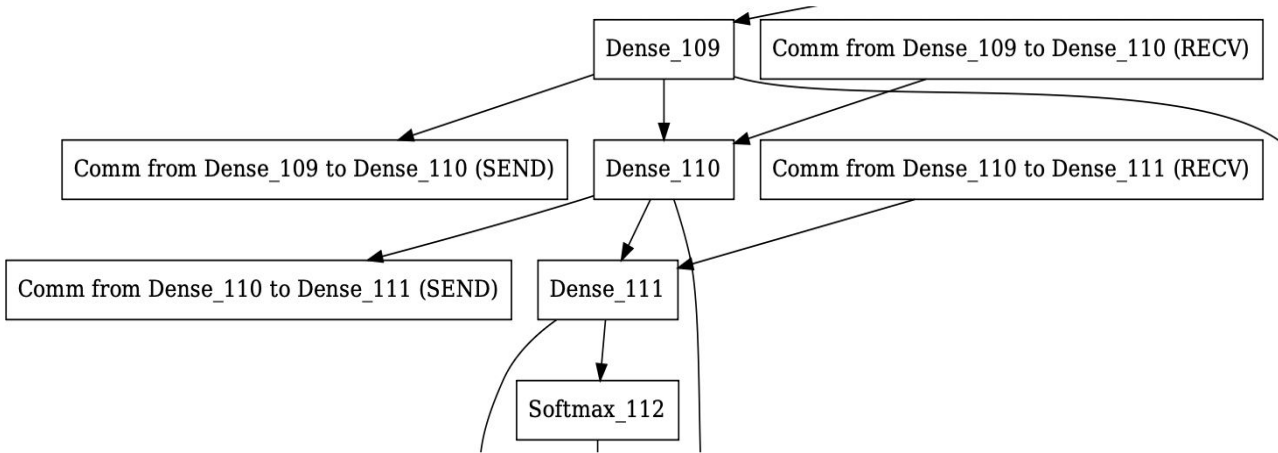 Dense_109
Comm from Dense_109 to Dense_110 (RECV)
Comm from Dense_109 to Dense_110 (SEND)
Dense_110
Comm from Dense_110 to Dense_111 (RECV)
Comm from Dense_110 to Dense_111 (SEND)
Dense_111
Softmax_112